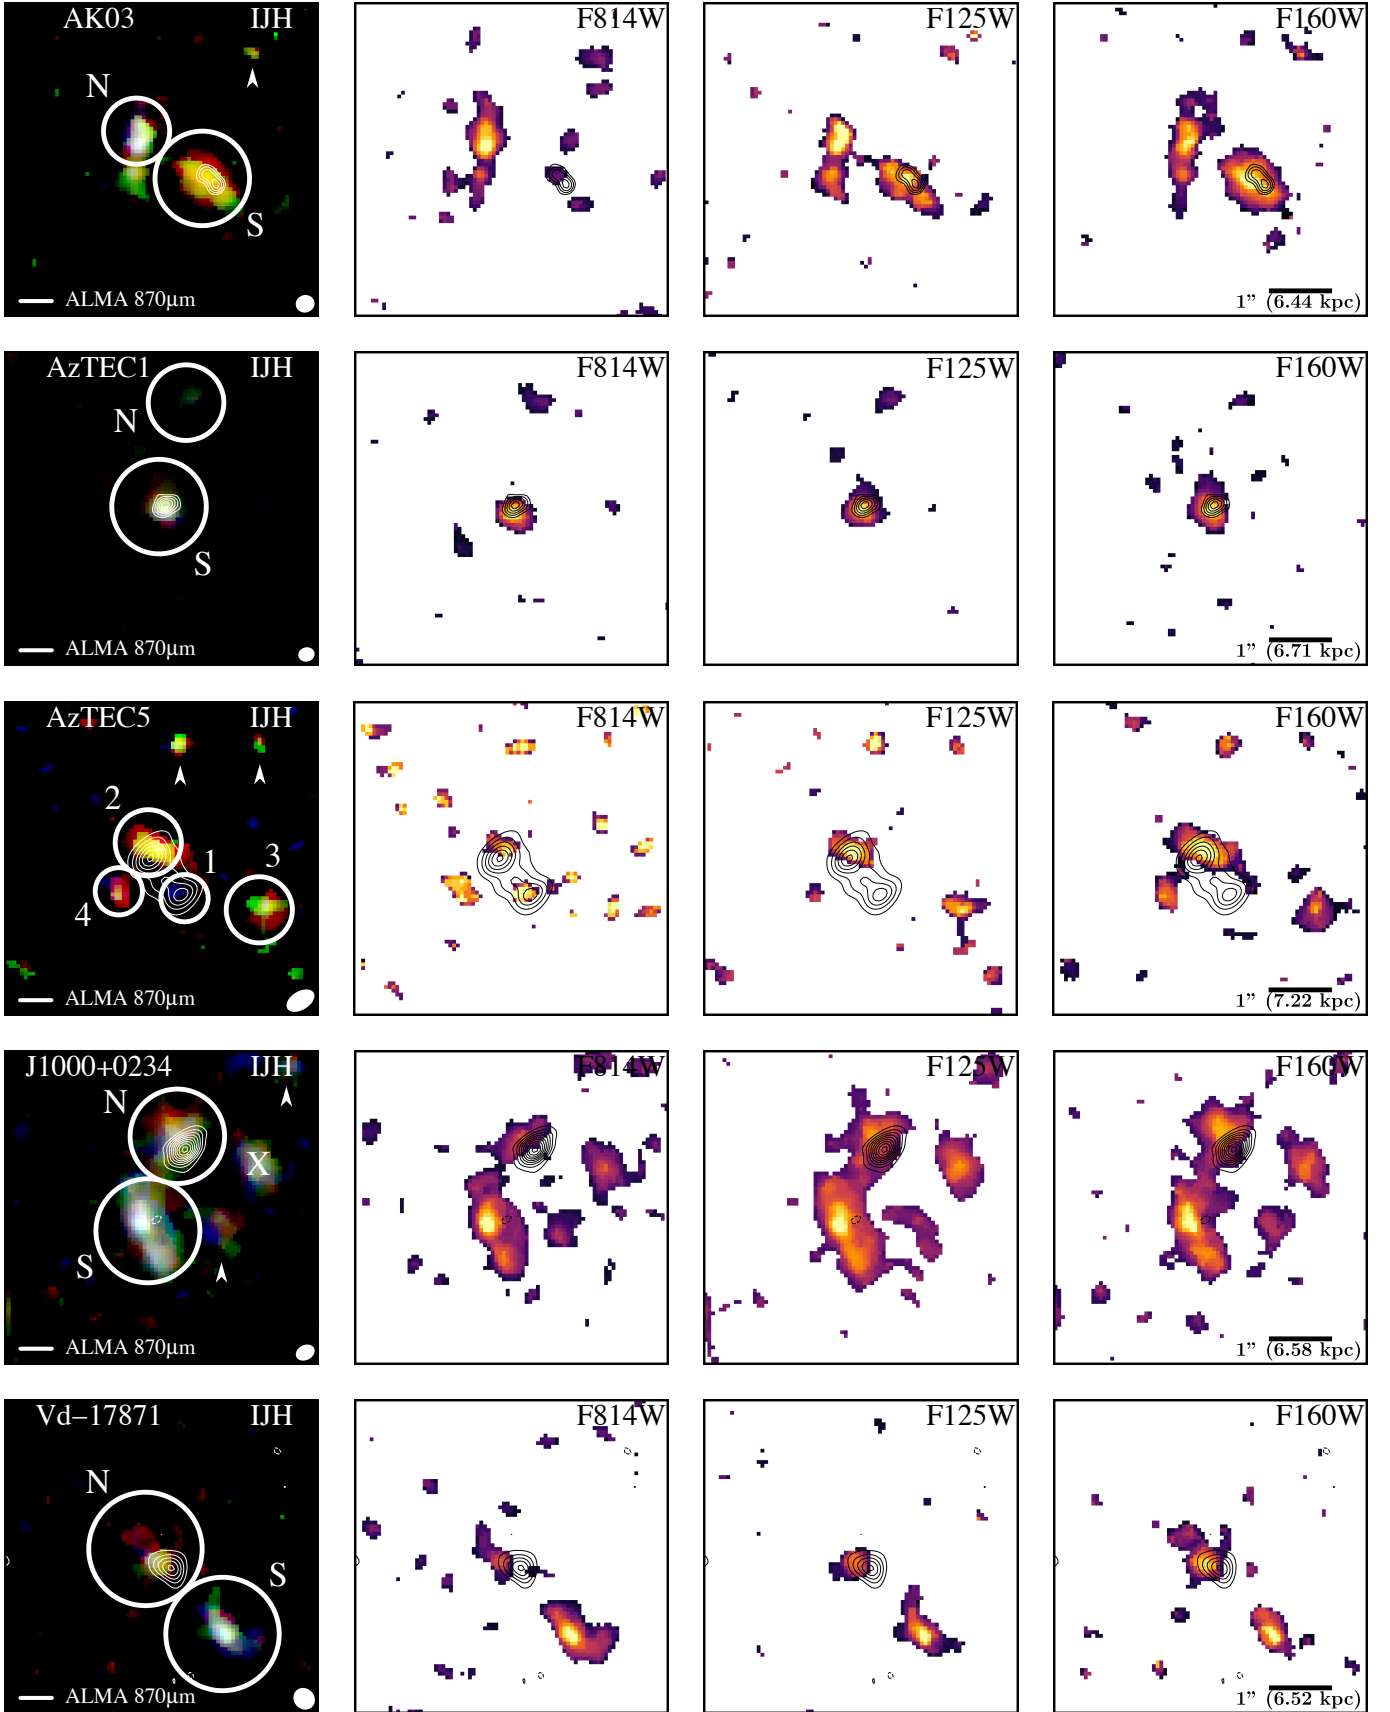 AK03 IJH F814W F125W F160W
N
S
ALMA 870µm 1” (6.44 kpc)
AzTEC1 IJH F814W F125W F160W
N
S
ALMA 870µm 1” (6.71 kpc)
AzTEC5 IJH F814W F125W F160W
2
1 3
4
ALMA 870µm 1” (7.22 kpc)
J1000+0234 IJH F814W F125W F160W
N
X
S
ALMA 870µm 1” (6.58 kpc)
Vd−17871 IJH F814W F125W F160W
N
S
ALMA 870µm 1” (6.52 kpc)